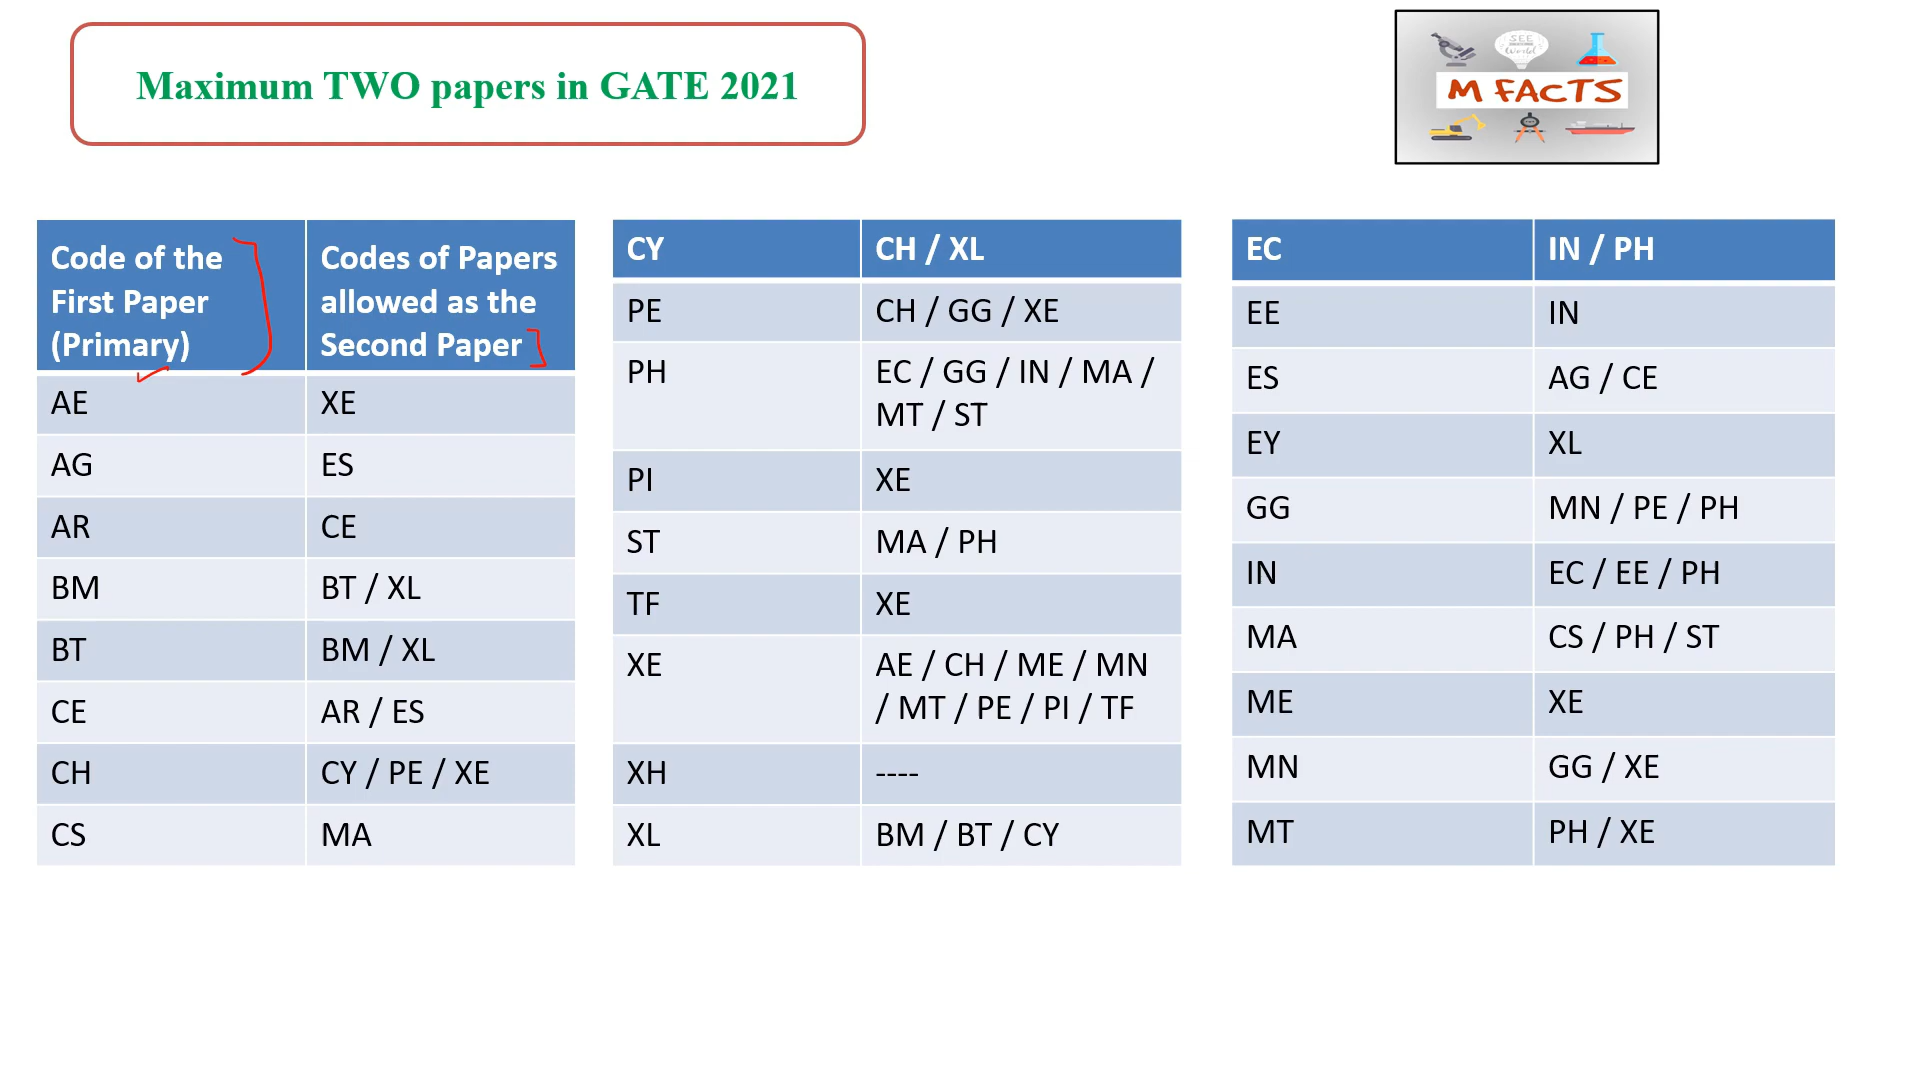 Maximum TWO papers in GATE 2021
SEE
World
M FACTS
Code of the
First Paper
(Primary)
Codes of Papers
allowed as the
Second Paper
AE XE
AG ES
AR CE
BM BT / XL
BT BM / XL
CE AR / ES
CH CY / PE / XE
CS MA
CY CH / XL
PE CH / GG / XE
PH EC / GG / IN / MA /
MT / ST
PI XE
ST MA / PH
TF XE
XE AE / CH / ME / MN
/ MT / PE / PI / TF
XH ----
XL BM / BT / CY
EC IN / PH
EE IN
ES AG / CE
EY XL
GG MN / PE / PH
IN EC / EE / PH
MA CS / PH / ST
ME XE
MN GG / XE
MT PH / XE